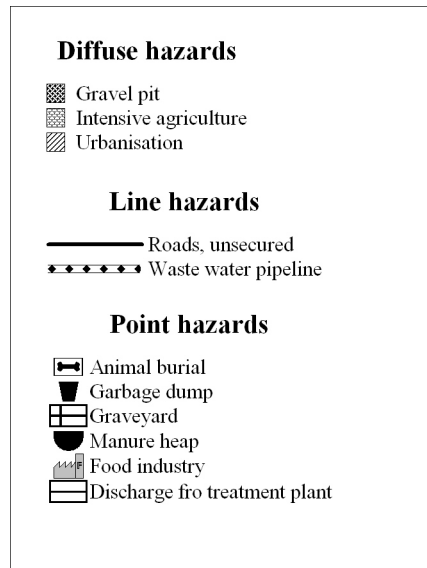 Diffuse hazards
Gravel pit
Intensive agriculture
Urbanisation
Line hazards
Roads, unsecured
Waste water pipeline
Point hazards
Animal burial
Garbage dump
Graveyard
Manure heap
F Food industry
Discharge fro treatment plant